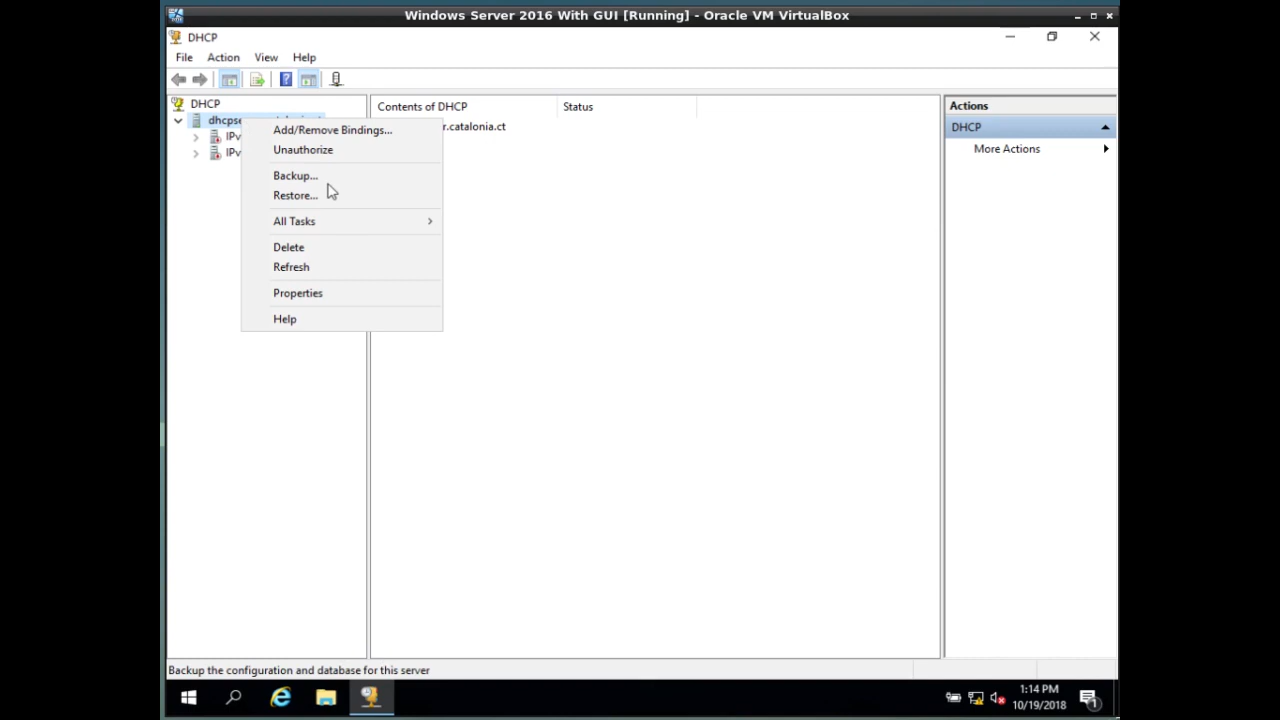 Windows Server 2016 With GUI [Running] - Oracle VM VirtualBox
DHCP
File Action View Help
DHCP
Contents of DHCP
Status
Actions
dhcpse
r.catalonia.ct
DHCP
IPv
IPv
More Actions
Add/Remove Bindings...
Unauthorize
Backup...
Restore...
All Tasks
Delete
Refresh
Properties
Help
Backup the configuration and database for this server
1:14 PM
10/19/2018
1